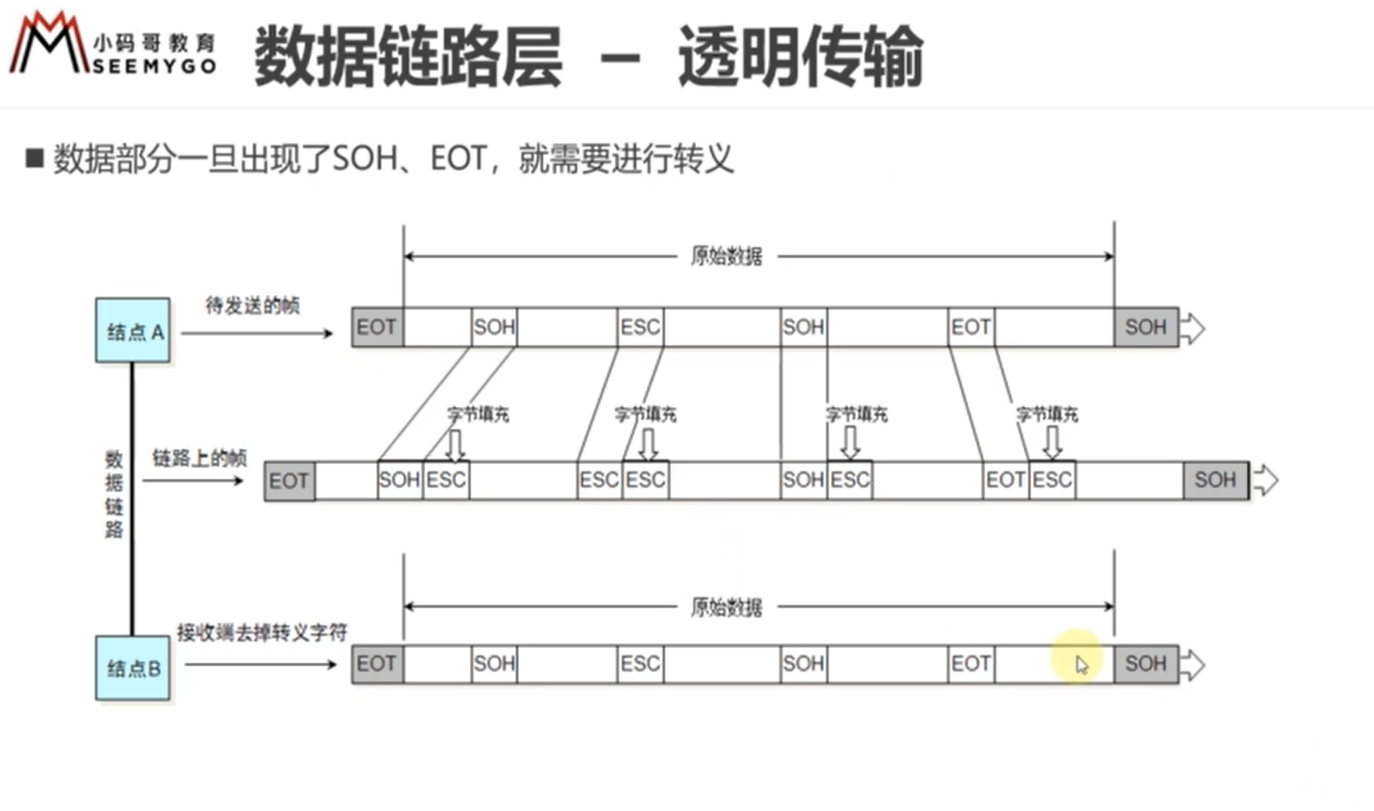 小码哥教育
SEEMYGO
数据链路层 － 透明传输
■ 数据部分一旦出现了SOH、EOT，就需要进行转义
原始数据
结点 A
待发送的帧
EOT SOH ESC SOH EOT SOH
字节填充 字节填充 字节填充 字节填充
数据链路
链路上的帧
EOT SOH ESC ESC ESC SOH ESC EOT ESC SOH
原始数据
结点B
接收端去掉转义字符
EOT SOH ESC SOH EOT SOH